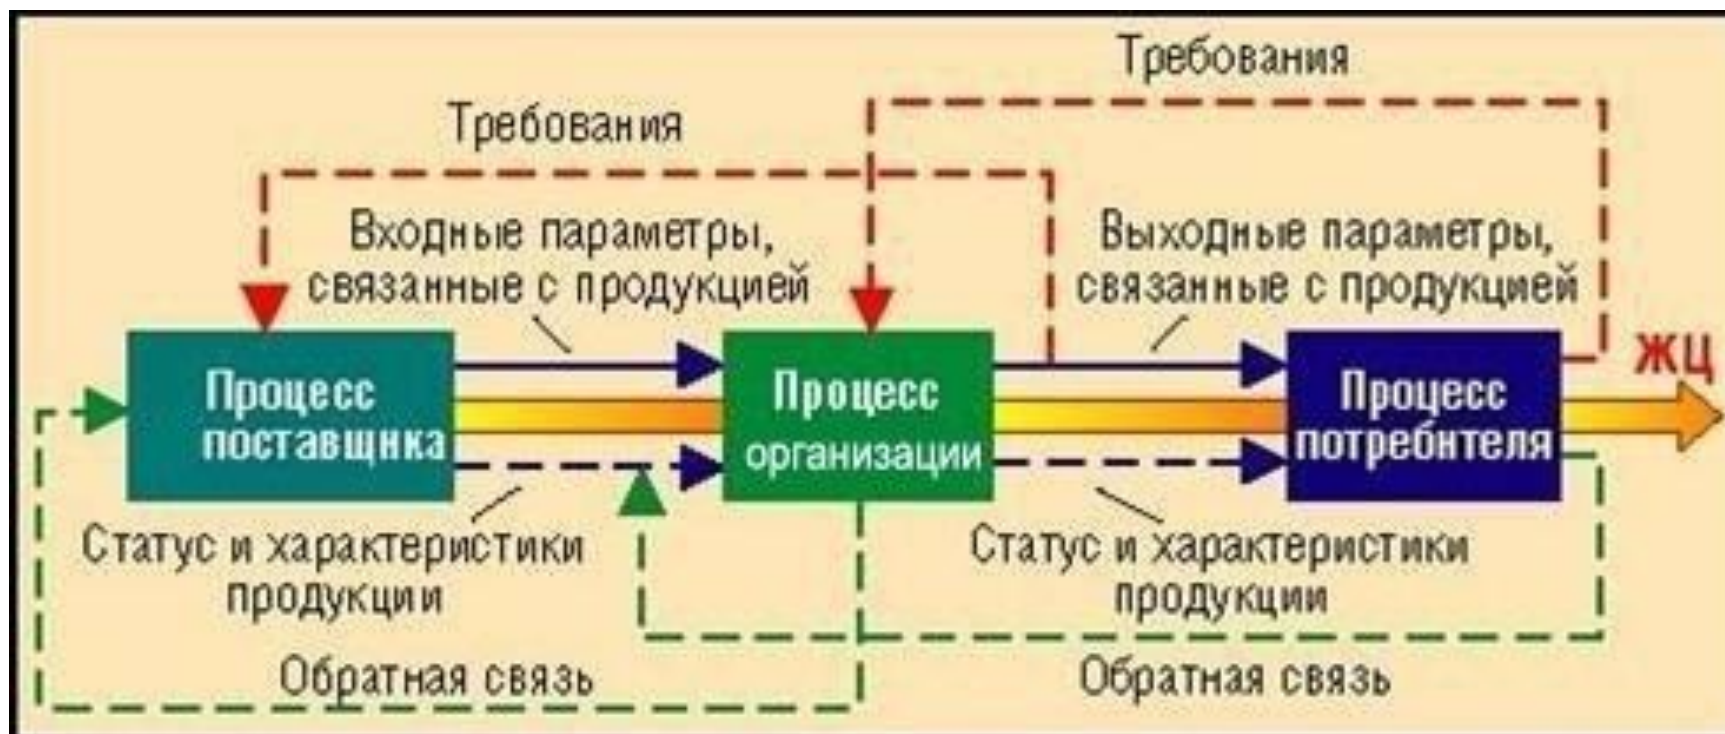 Требования
Требования
Входные параметры,
связанные с продукцией
Выходные параметры,
связанные с продукцией
ЖЦ
Процесс
поставщика
Процесс
организации
Процесс
потребителя
Статус и характеристики
продукции
Статус и характеристики
продукции
Обратная связь
Обратная связь